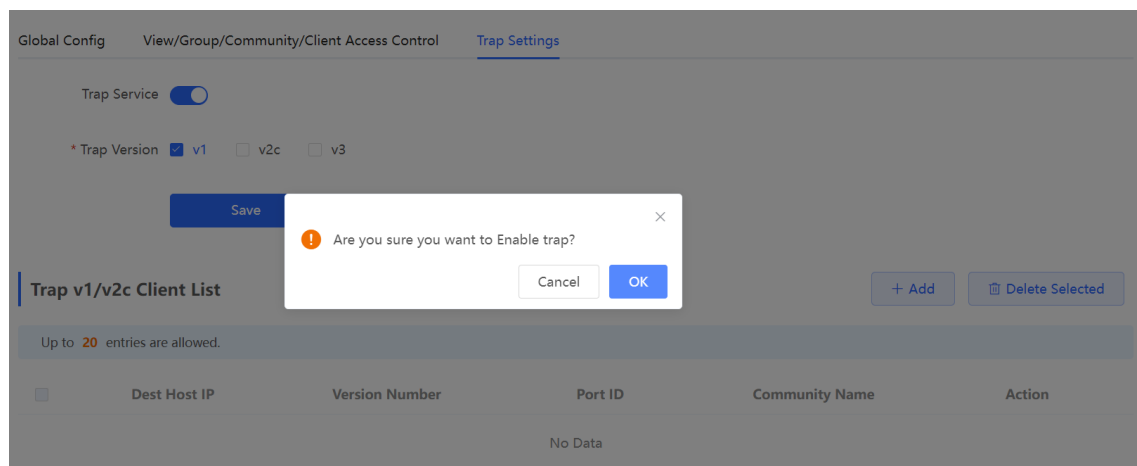 Global Config View/Group/Community/Client Access Control Trap Settings
Trap Service
* Trap Version v1 v2c v3
Save
Are you sure you want to Enable trap?
Cancel OK
Trap v1/v2c Client List + Add Delete Selected
Up to 20 entries are allowed.
Dest Host IP Version Number Port ID Community Name Action
No Data